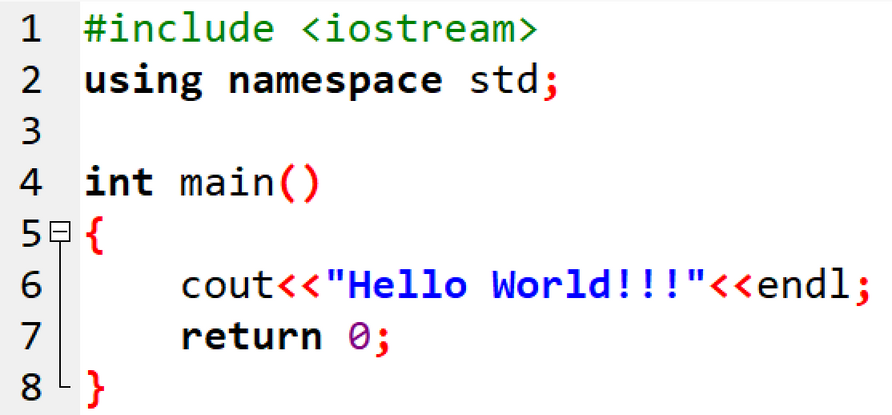 1 #include <iostream>
2 using namespace std;
3
4 int main()
5 {
6     cout<<"Hello World!!!"<<endl;
7     return 0;
8 }